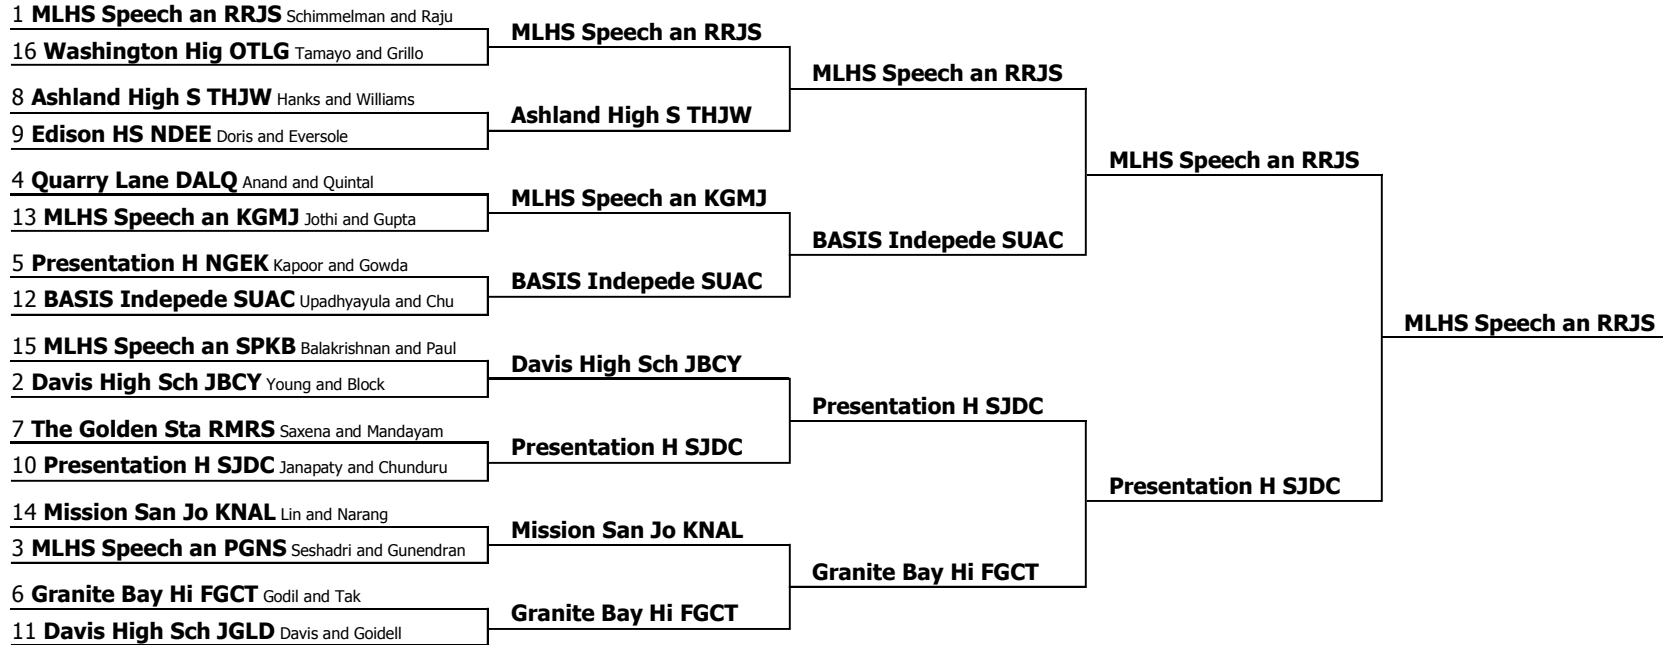 1 MLHS Speech an RRJS Schimmelman and Raju
16 Washington Hig OTLG Tamayo and Grillo
8 Ashland High S THJW Hanks and Williams
9 Edison HS NDEE Doris and Eversole
4 Quarry Lane DALQ Anand and Quintal
13 MLHS Speech an KGMJ Jothi and Gupta
5 Presentation H NGEK Kapoor and Gowda
12 BASIS Indepede SUAC Upadhyayula and Chu
15 MLHS Speech an SPKB Balakrishnan and Paul
2 Davis High Sch JBCY Young and Block
7 The Golden Sta RMRS Saxena and Mandayam
10 Presentation H SJDC Janapaty and Chunduru
14 Mission San Jo KNAL Lin and Narang
3 MLHS Speech an PGNS Seshadri and Gunendran
6 Granite Bay Hi FGCT Godil and Tak
11 Davis High Sch JGLD Davis and Goidell
MLHS Speech an RRJS
Ashland High S THJW
MLHS Speech an KGMJ
BASIS Indepede SUAC
Davis High Sch JBCY
Presentation H SJDC
Mission San Jo KNAL
Granite Bay Hi FGCT
MLHS Speech an RRJS
BASIS Indepede SUAC
Presentation H SJDC
Granite Bay Hi FGCT
MLHS Speech an RRJS
Presentation H SJDC
MLHS Speech an RRJS